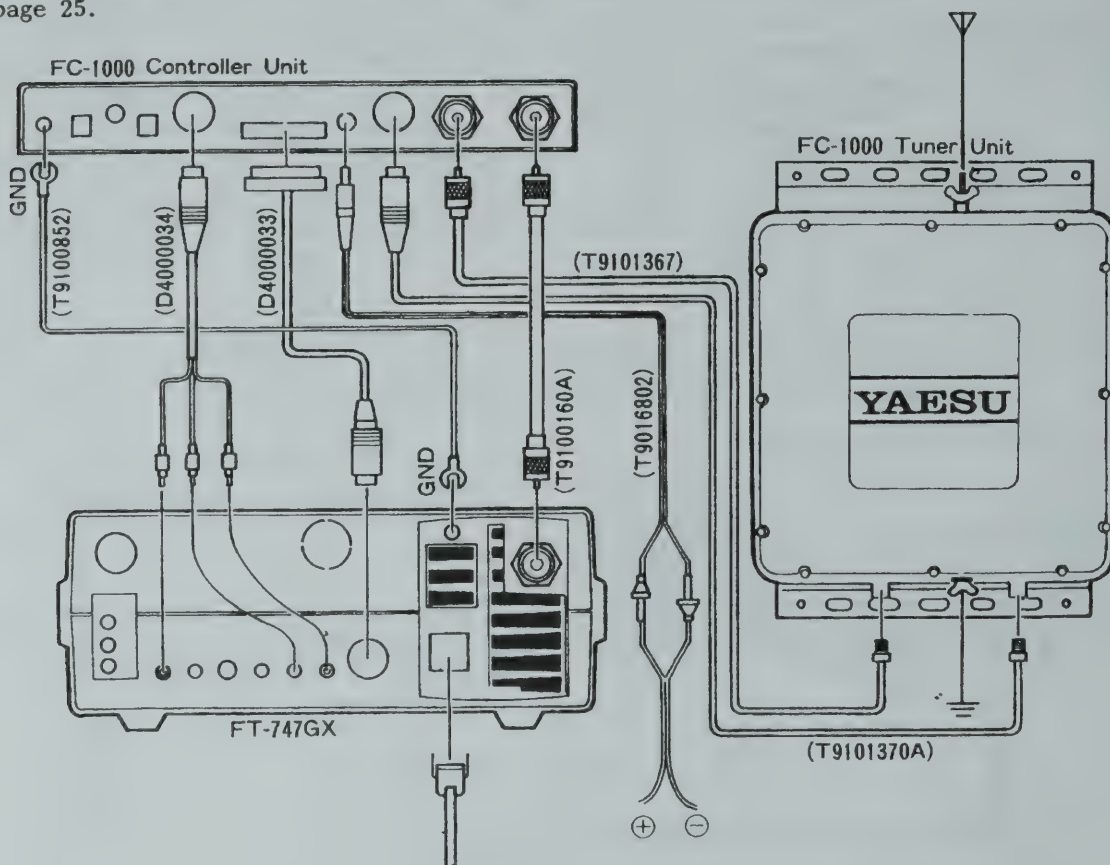 page 25.
FC-1000 Controller Unit
FC-1000 Tuner Unit
GND
(T9100852)
(D4000034)
(D4000033)
(T9101367)
GND
(T9100160A)
(T9016802)
YAESU
FT-747GX
(T9101370A)
⊕ ⊖